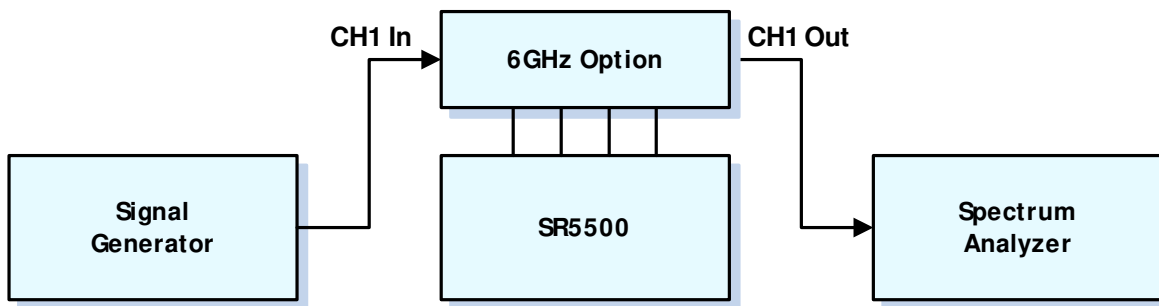 CH1 In
6GHz Option
CH1 Out
Signal
Generator
SR5500
Spectrum
Analyzer